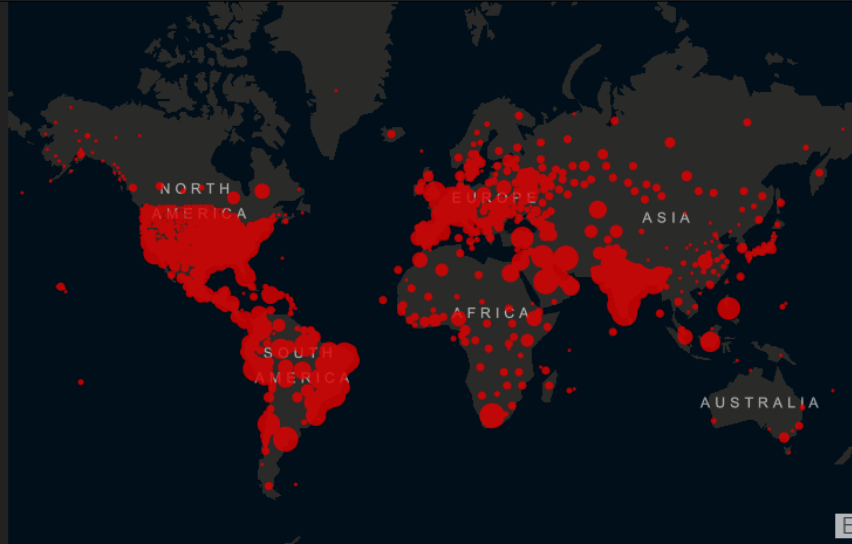 NORTH
AMERICA
EUROPE
ASIA
AFRICA
SOUTH
AMERICA
AUSTRALIA
E